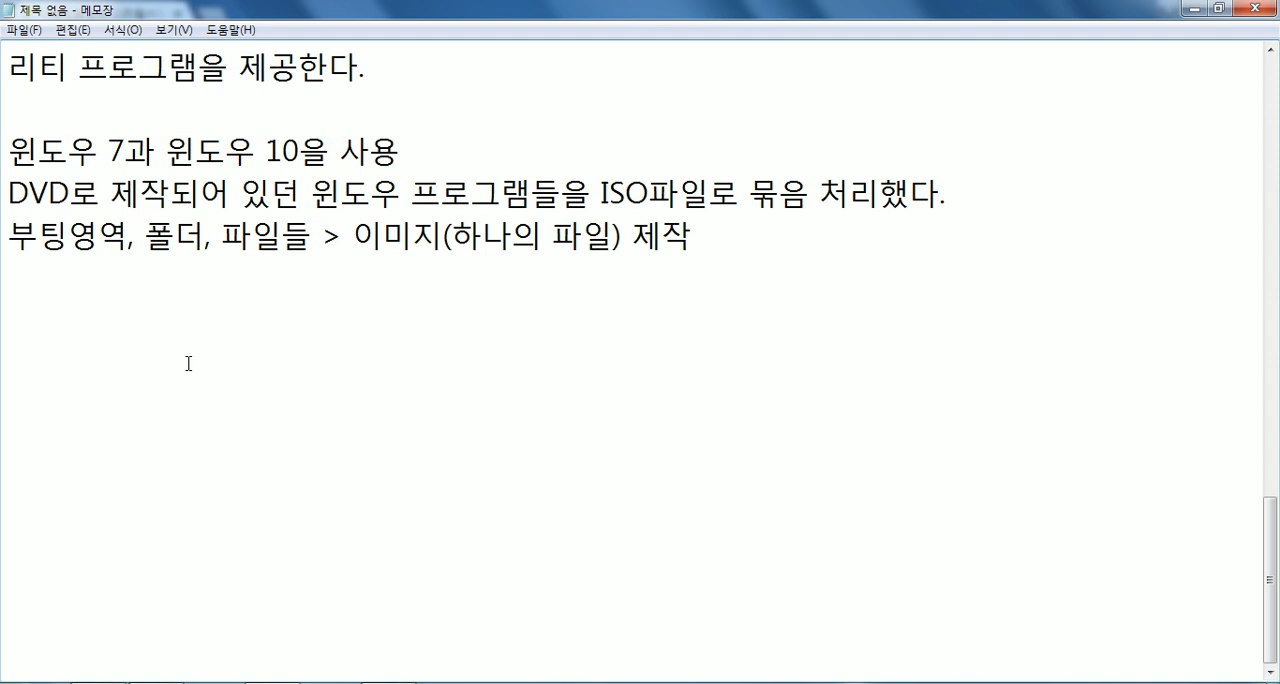 제목 없음 - 메모장
파일(F) 편집(E) 서식(O) 보기(V) 도움말(H)
리티 프로그램을 제공한다.
윈도우 7과 윈도우 10을 사용
DVD로 제작되어 있던 윈도우 프로그램들을 ISO파일로 묶음 처리했다.
부팅영역, 폴더, 파일들 > 이미지(하나의 파일) 제작